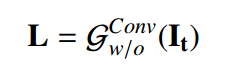 L = 𝒢^{Conv}_{w/o}(I_t)